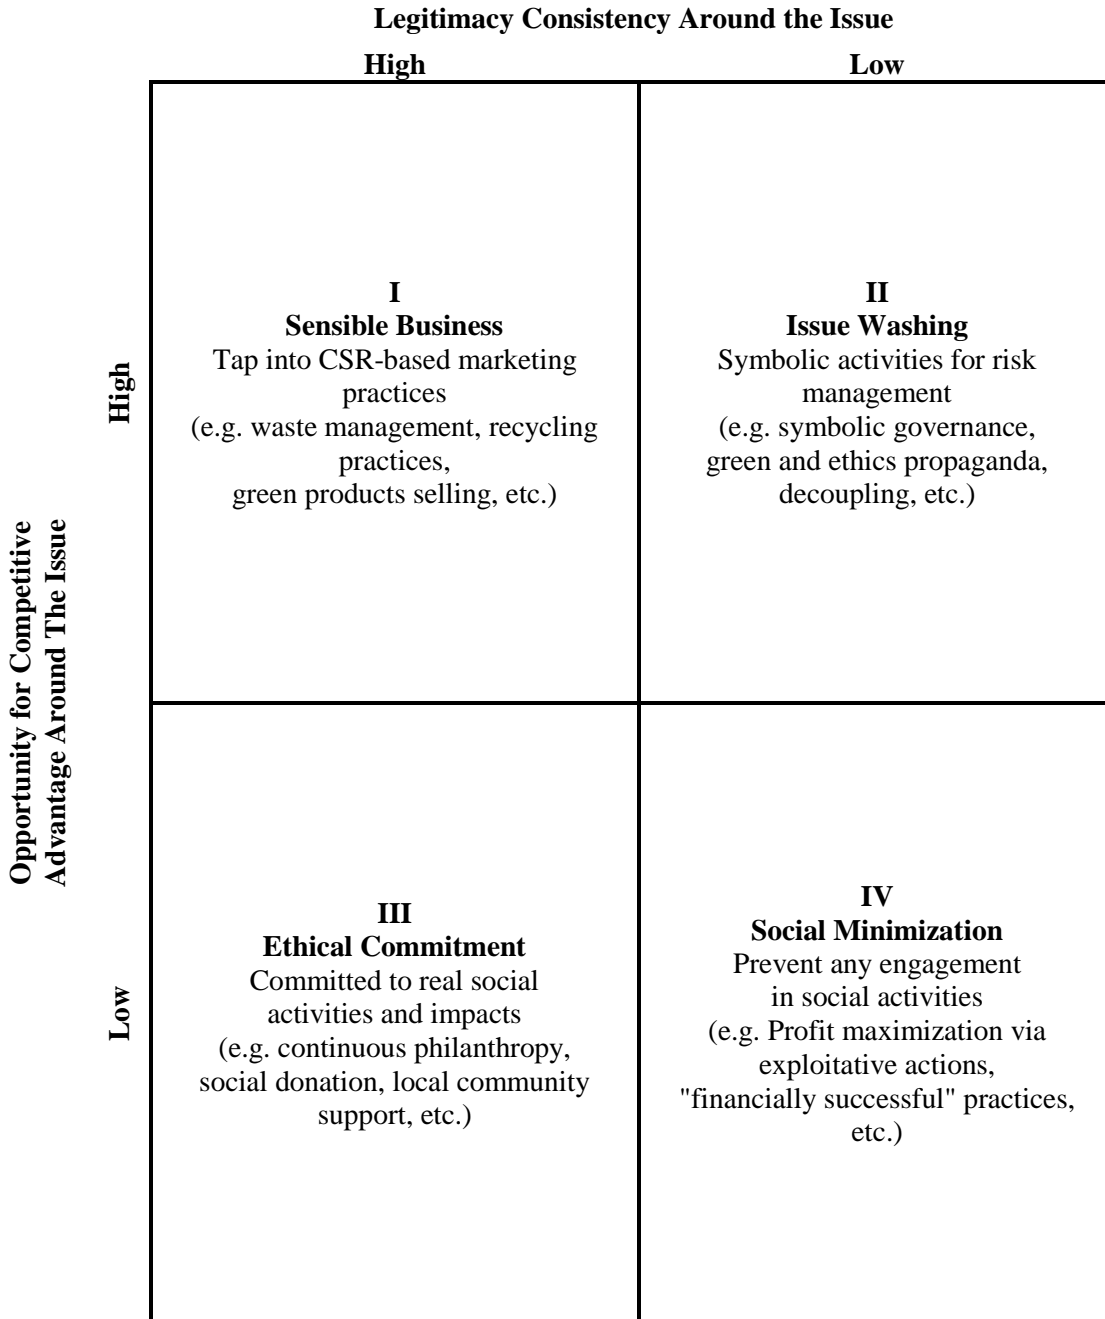 Legitimacy Consistency Around the Issue
High
Low
Opportunity for Competitive
Advantage Around The Issue
High
I
Sensible Business
Tap into CSR-based marketing
practices
(e.g. waste management, recycling
practices,
green products selling, etc.)
II
Issue Washing
Symbolic activities for risk
management
(e.g. symbolic governance,
green and ethics propaganda,
decoupling, etc.)
Low
III
Ethical Commitment
Committed to real social
activities and impacts
(e.g. continuous philanthropy,
social donation, local community
support, etc.)
IV
Social Minimization
Prevent any engagement
in social activities
(e.g. Profit maximization via
exploitative actions,
"financially successful" practices,
etc.)